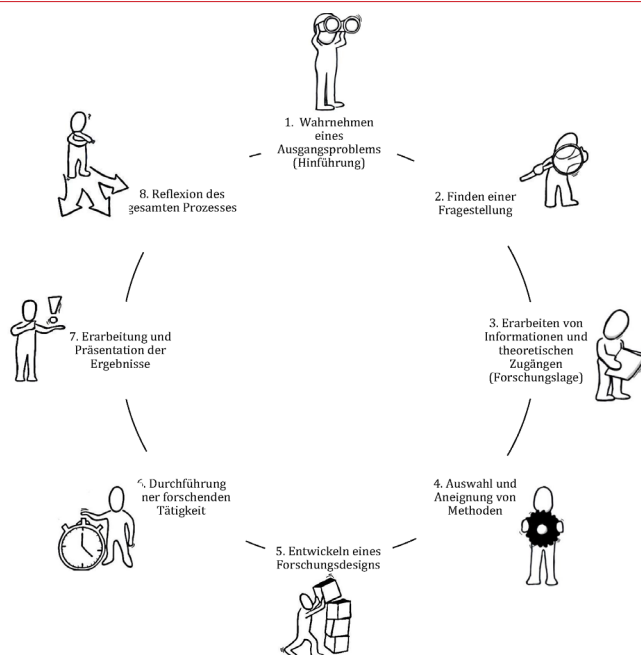 1. Wahrnehmen
eines
Ausgangsproblems
(Hinführung)
2. Finden einer
Fragestellung
3. Erarbeiten von
Informationen und
theoretischen
Zugängen
(Forschungslage)
4. Auswahl und
Aneignung von
Methoden
5. Entwickeln eines
Forschungsdesigns
6. Durchführung
ner forschenden
Tätigkeit
7. Erarbeitung und
Präsentation der
Ergebnisse
8. Reflexion des
gesamten Prozesses